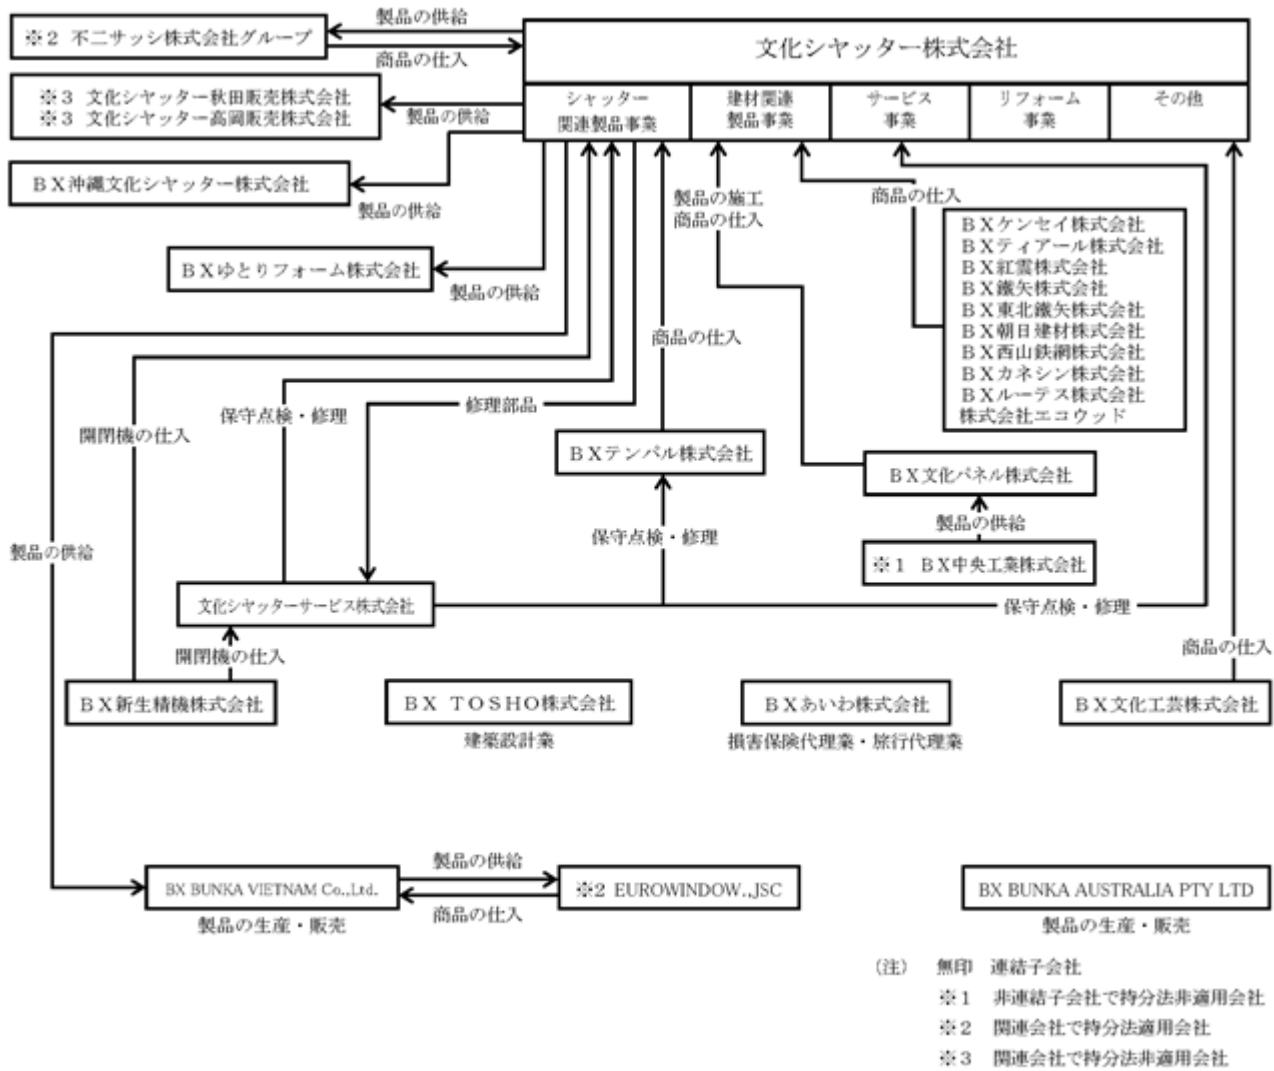 製品の供給
※2 不二サッシ株式会社グループ
商品の仕入
文化シヤッター株式会社
シャッター
関連製品事業
建材関連
製品事業
サービス
事業
リフォーム
事業
その他
※3 文化シヤッター秋田販売株式会社
※3 文化シヤッター高岡販売株式会社
製品の供給
BX沖縄文化シヤッター株式会社
製品の供給
製品の施工
商品の仕入
商品の仕入
BXケンセイ株式会社
BXティアール株式会社
BX紅雲株式会社
BX鐵矢株式会社
BX東北鐵矢株式会社
BX朝日建材株式会社
BX西山鉄網株式会社
BXカネシン株式会社
BXルーテス株式会社
株式会社エコウッド
BXゆとりフォーム株式会社
製品の供給
商品の仕入
保守点検・修理
修理部品
開閉機の仕入
BXテンパル株式会社
BX文化パネル株式会社
製品の供給
※1 BX中央工業株式会社
保守点検・修理
製品の供給
文化シヤッターサービス株式会社
保守点検・修理
開閉機の仕入
商品の仕入
BX新生精機株式会社
BX TOSHO株式会社
建築設計業
BXあいわ株式会社
損害保険代理業・旅行代理業
BX文化工芸株式会社
BX BUNKA VIETNAM Co.,Ltd.
製品の生産・販売
製品の供給
商品の仕入
※2 EUROWINDOW.,JSC
BX BUNKA AUSTRALIA PTY LTD
製品の生産・販売
(注) 無印 連結子会社
※1 非連結子会社で持分法非適用会社
※2 関連会社で持分法適用会社
※3 関連会社で持分法非適用会社